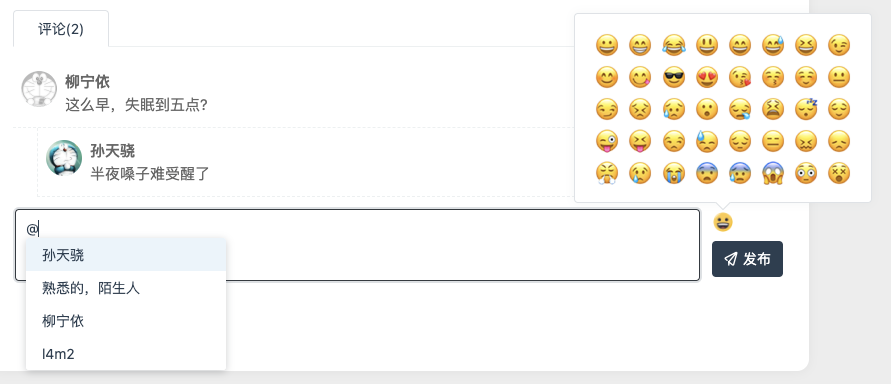 评论(2)
柳宁依
这么早，失眠到五点?
孙天骁
半夜嗓子难受醒了
@
孙天骁
熟悉的，陌生人
柳宁依
l4m2
发布